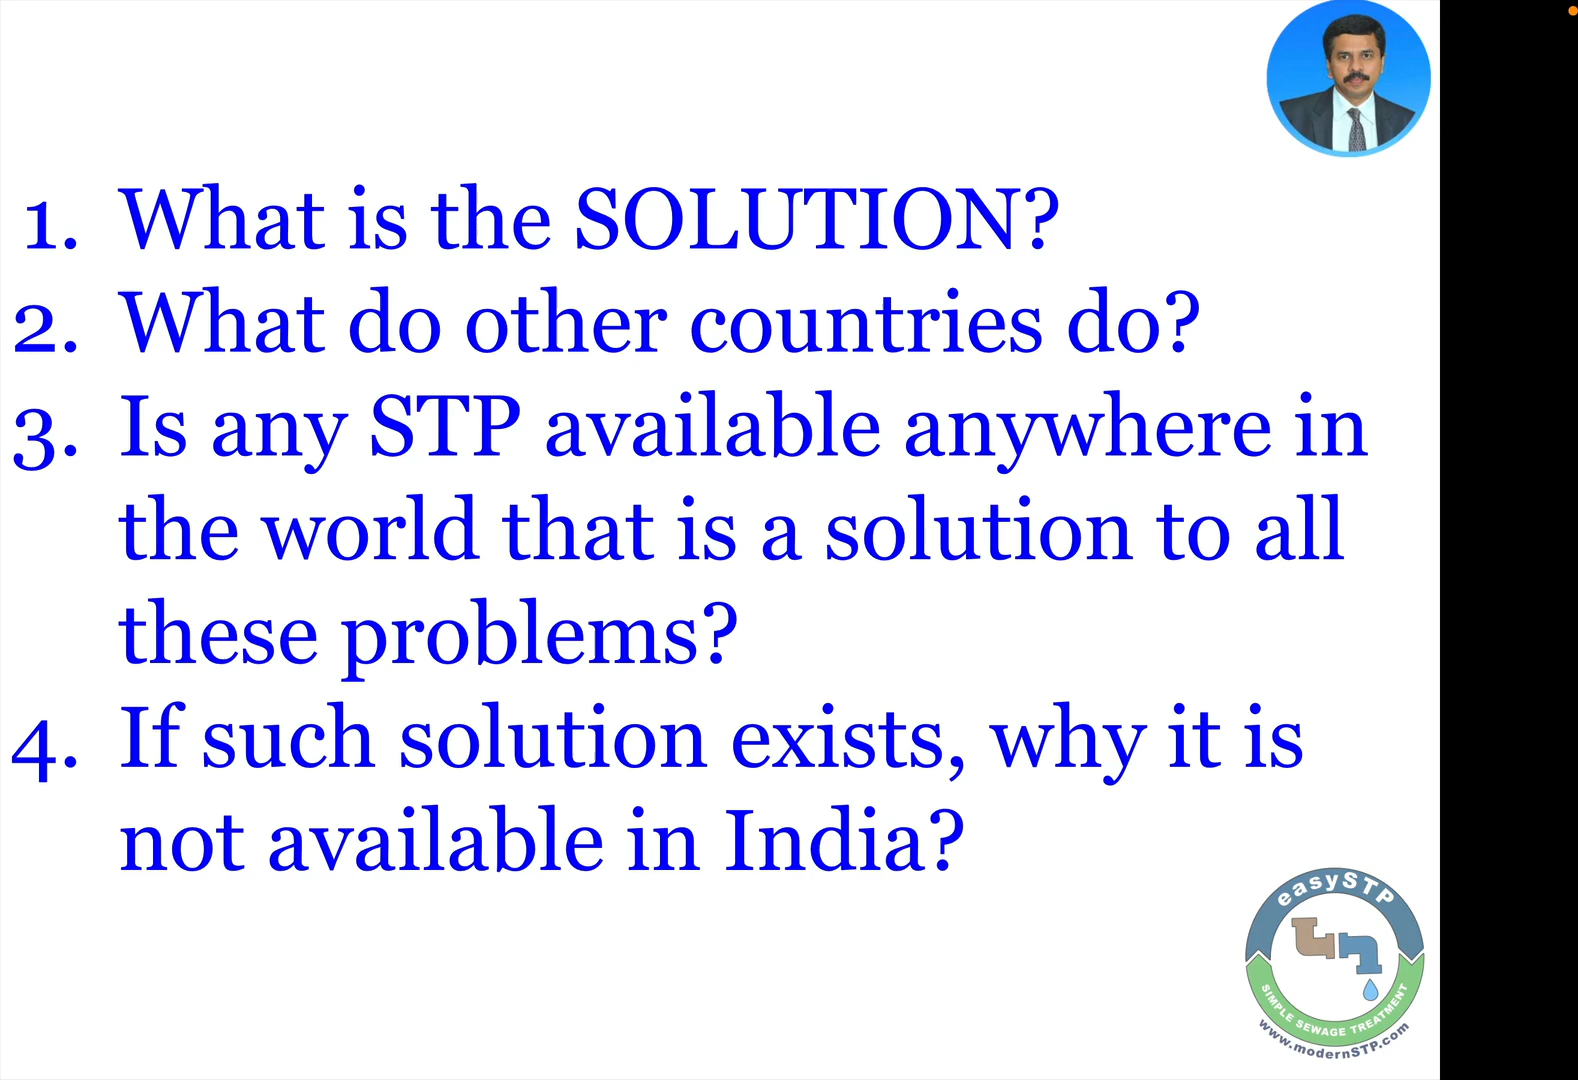 1. What is the SOLUTION?
2. What do other countries do?
3. Is any STP available anywhere in
the world that is a solution to all
these problems?
4. If such solution exists, why it is
not available in India?
easySTP
SIMPLE SEWAGE TREATMENT
www.modernSTP.com